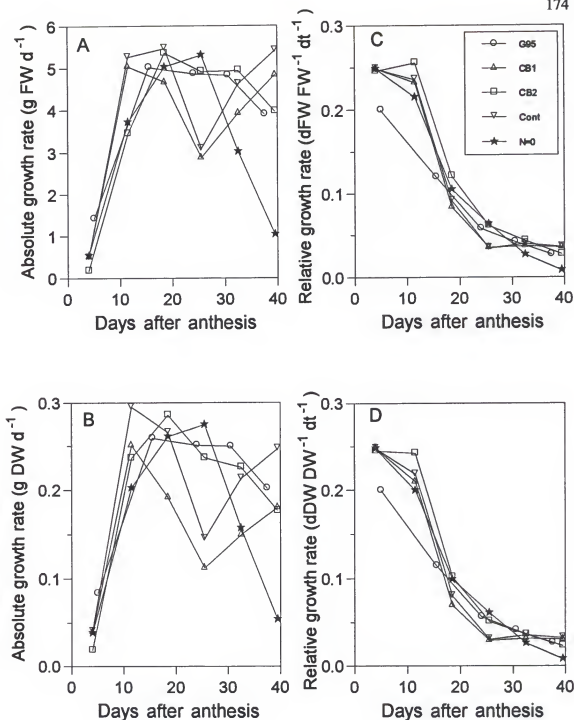 174
A
Absolute growth rate (g FW d⁻¹)
6
5
4
3
2
1
0
0 10 20 30 40
Days after anthesis
C
Relative growth rate (dFW FW⁻¹ dt⁻¹)
0.3
0.2
0.1
0.0
0 10 20 30 40
Days after anthesis
G95
CB1
CB2
Cont
N=0
B
Absolute growth rate (g DW d⁻¹)
0.3
0.2
0.1
0.0
0 10 20 30 40
Days after anthesis
D
Relative growth rate (dDW DW⁻¹ dt⁻¹)
0.3
0.2
0.1
0.0
0 10 20 30 40
Days after anthesis